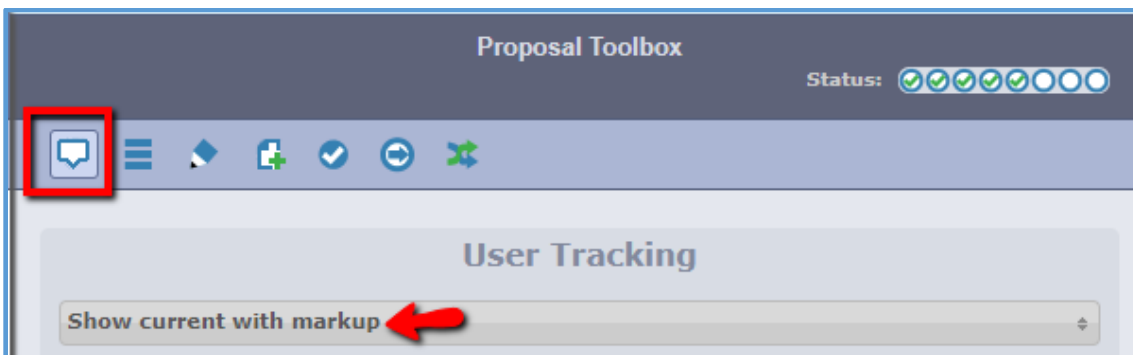 Proposal Toolbox
Status:
User Tracking
Show current with markup